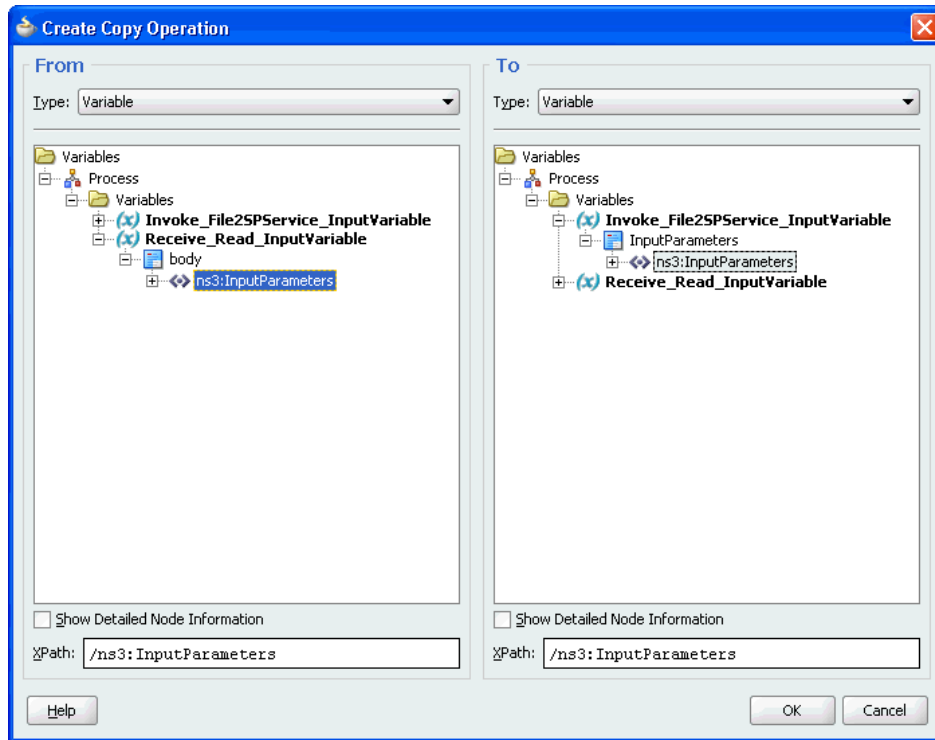 Create Copy Operation
From
Type: Variable
Variables
Process
Variables
Invoke_File2SPService_InputVariable
Receive_Read_InputVariable
body
ns3:InputParameters
Show Detailed Node Information
XPath: /ns3:InputParameters
To
Type: Variable
Variables
Process
Variables
Invoke_File2SPService_InputVariable
InputParameters
ns3:InputParameters
Receive_Read_InputVariable
Show Detailed Node Information
XPath: /ns3:InputParameters
Help
OK
Cancel